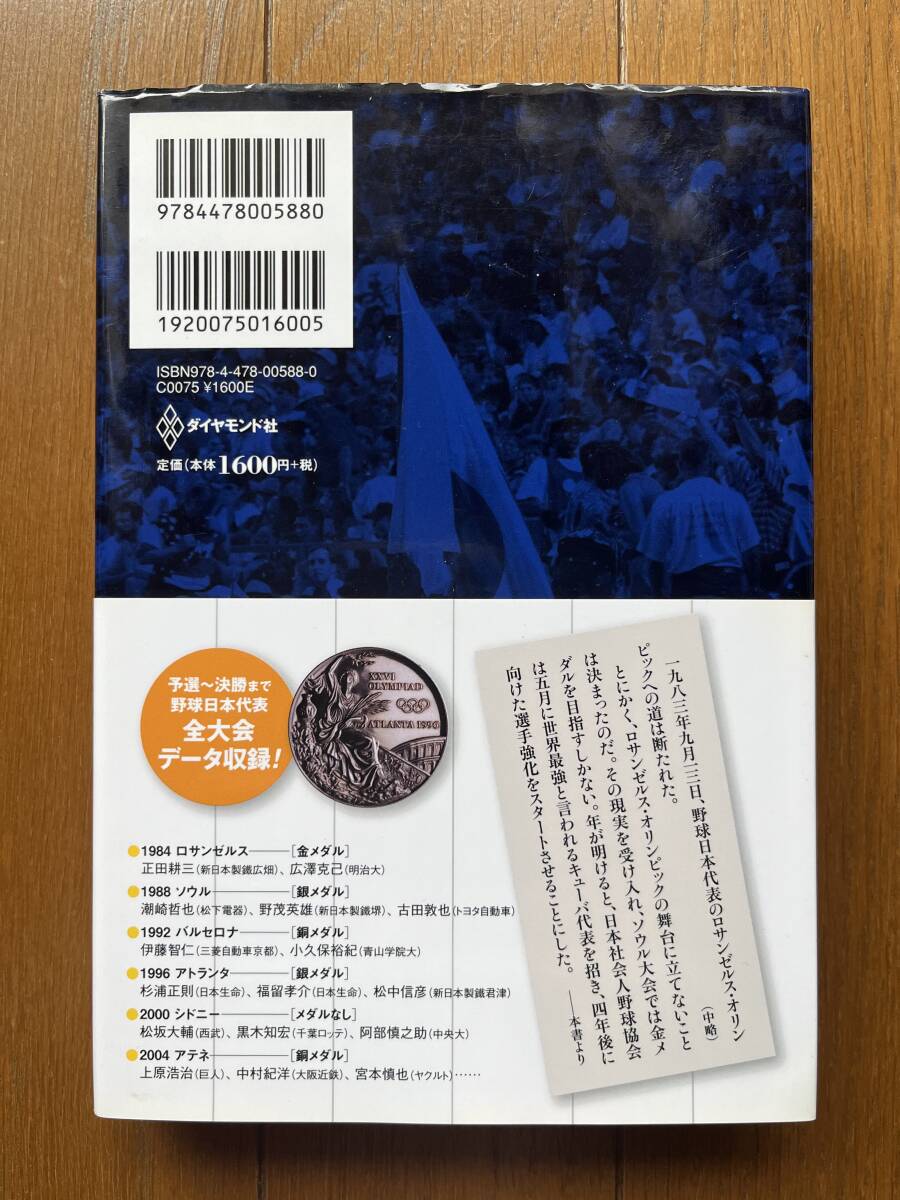 9784478005880
1920075016005
ISBN978-4-478-00588-0
C0075 ¥1600E
ダイヤモンド社
定価(本体1600円+税)
予選〜決勝まで
野球日本代表
全大会
データ収録!
XXVI
OLYMPIAD
ATLANTA 1996
一九八三年九月一三日、野球日本代表のロサンゼルス・オリン
ピックへの道は断たれた。
(中略)
とにかく、ロサンゼルス・オリンピックの舞台に立てないこと
は決まったのだ。その現実を受け入れ、ソウル大会では金メ
ダルを目指すしかない。年が明けると、日本社会人野球協会
は五月に世界最強と言われるキューバ代表を招き、四年後に
向けた選手強化をスタートさせることにした。
——本書より
●1984 ロサンゼルス———[金メダル]
正田耕三(新日本製鐵広畑)、広澤克己(明治大)
●1988 ソウル———[銀メダル]
潮崎哲也(松下電器)、野茂英雄(新日本製鐵堺)、古田敦也(トヨタ自動車)
●1992 バルセロナ———[銅メダル]
伊藤智仁(三菱自動車京都)、小久保裕紀(青山学院大)
●1996 アトランタ———[銀メダル]
杉浦正則(日本生命)、福留孝介(日本生命)、松中信彦(新日本製鐵君津)
●2000 シドニー———[メダルなし]
松坂大輔(西武)、黒木知宏(千葉ロッテ)、阿部慎之助(中央大)
●2004 アテネ———[銅メダル]
上原浩治(巨人)、中村紀洋(大阪近鉄)、宮本慎也(ヤクルト)……